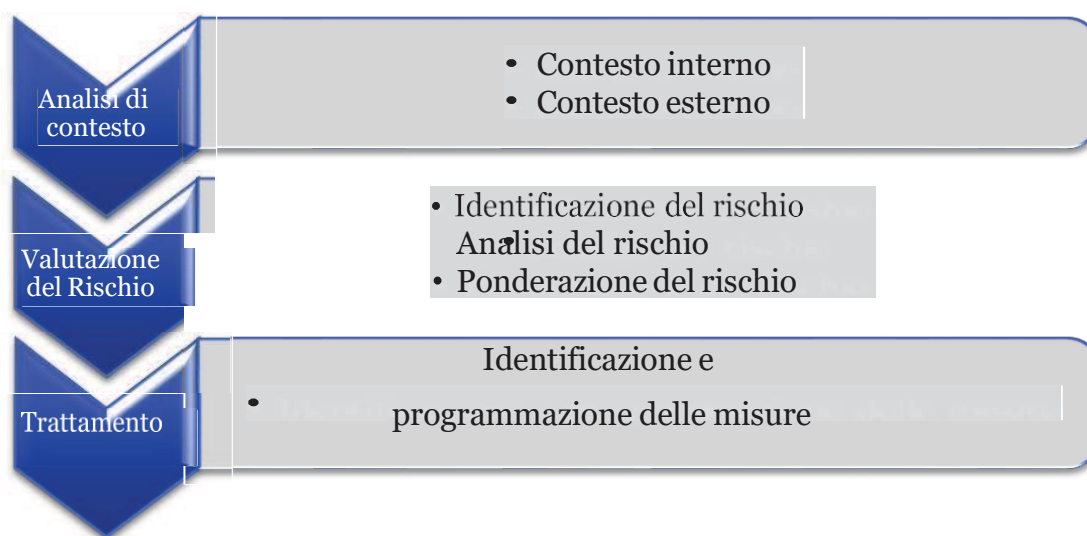 Analisi di
contesto
• Contesto interno
• Contesto esterno
Valutazione
del Rischio
• Identificazione del rischio
• Analisi del rischio
• Ponderazione del rischio
Trattamento
• Identificazione e
programmazione delle misure